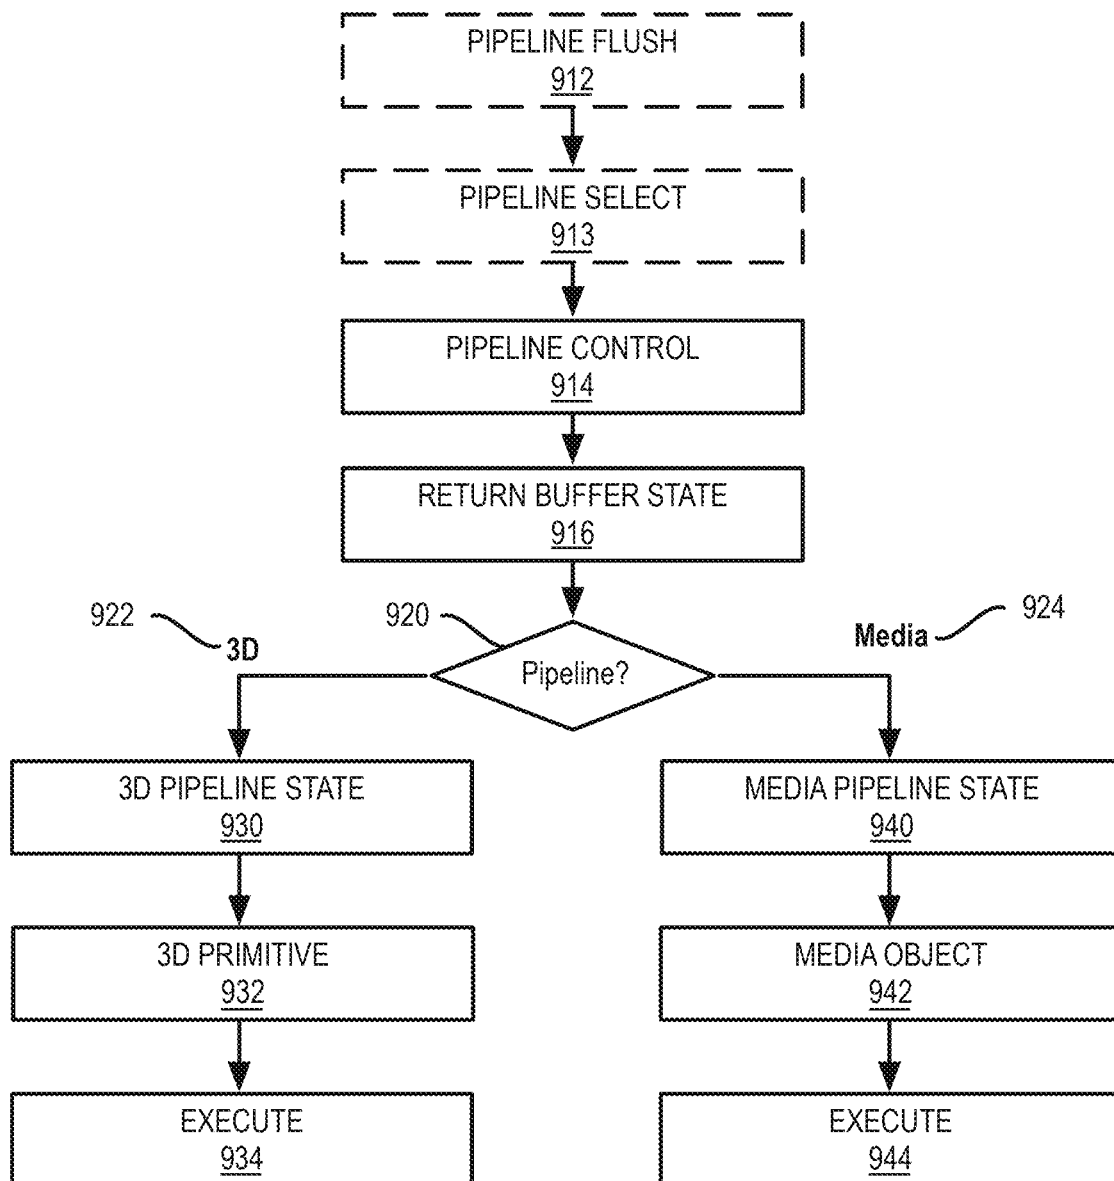 PIPELINE FLUSH
912
PIPELINE SELECT
913
PIPELINE CONTROL
914
RETURN BUFFER STATE
916
922
3D
920
Pipeline?
Media
924
3D PIPELINE STATE
930
MEDIA PIPELINE STATE
940
3D PRIMITIVE
932
MEDIA OBJECT
942
EXECUTE
934
EXECUTE
944